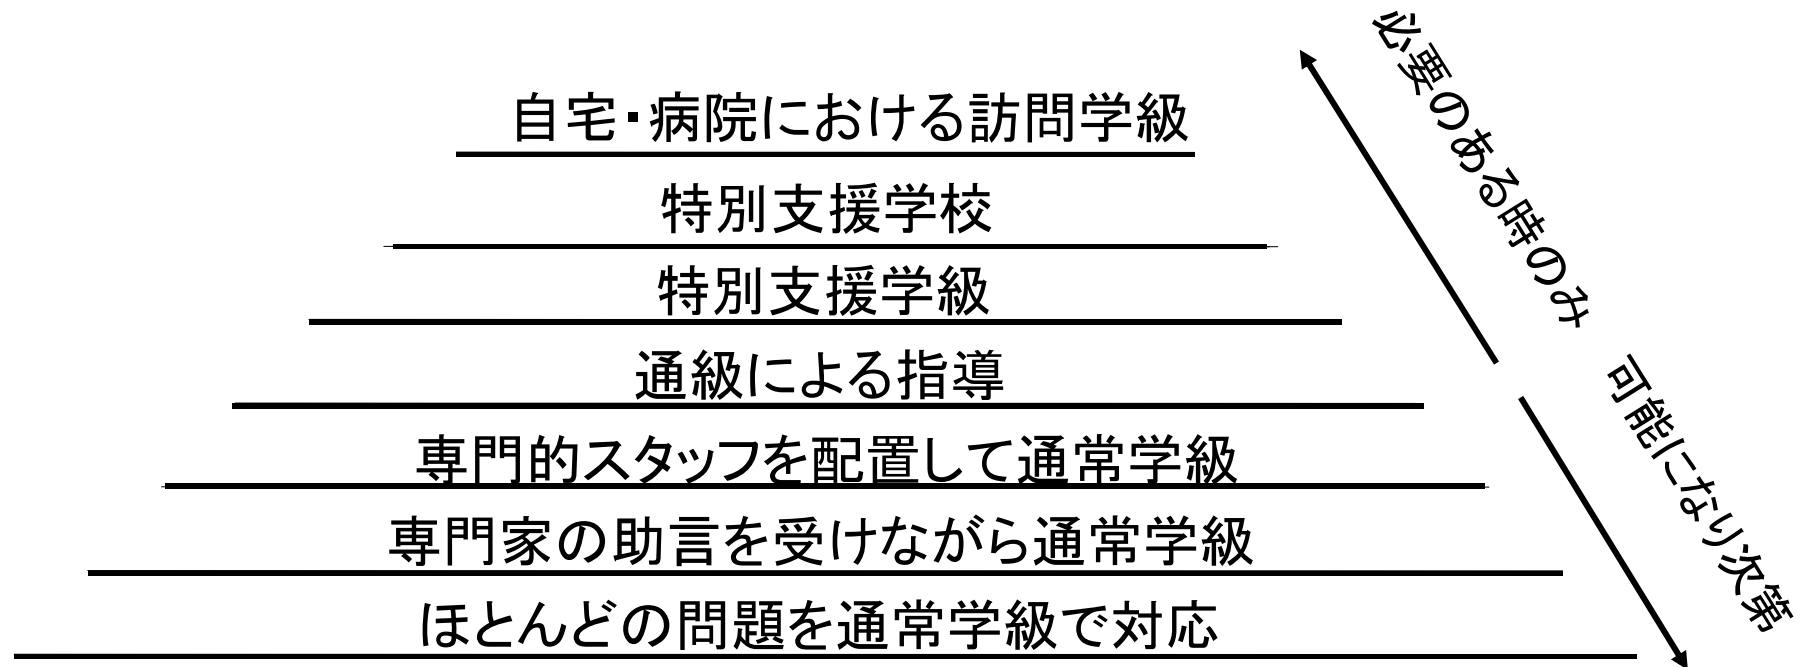 自宅・病院における訪問学級
特別支援学校
特別支援学級
通級による指導
専門的スタッフを配置して通常学級
専門家の助言を受けながら通常学級
ほとんどの問題を通常学級で対応
必要のある時のみ
可能になり次第